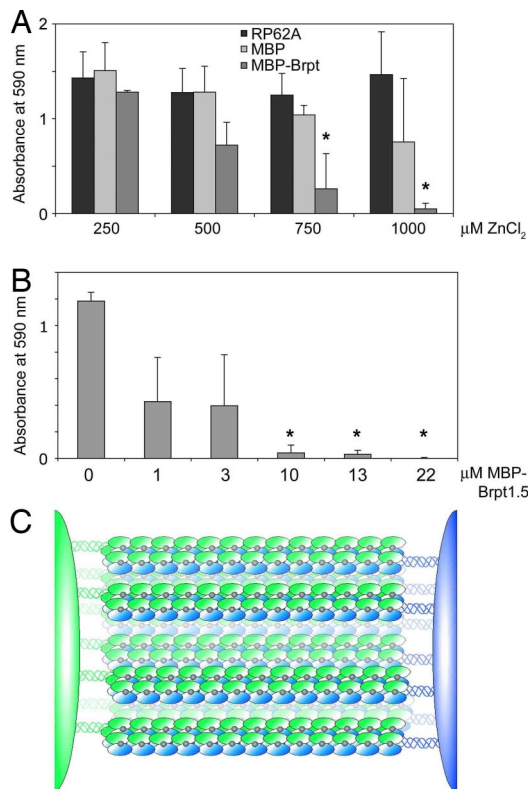 A
RP62A
MBP
MBP-Brpt
Absorbance at 590 nm
2
1
0
*
*
250 500 750 1000 μM ZnCl₂
B
Absorbance at 590 nm
1
0
* * *
0 1 3 10 13 22 μM MBP-
Brpt1.5
C